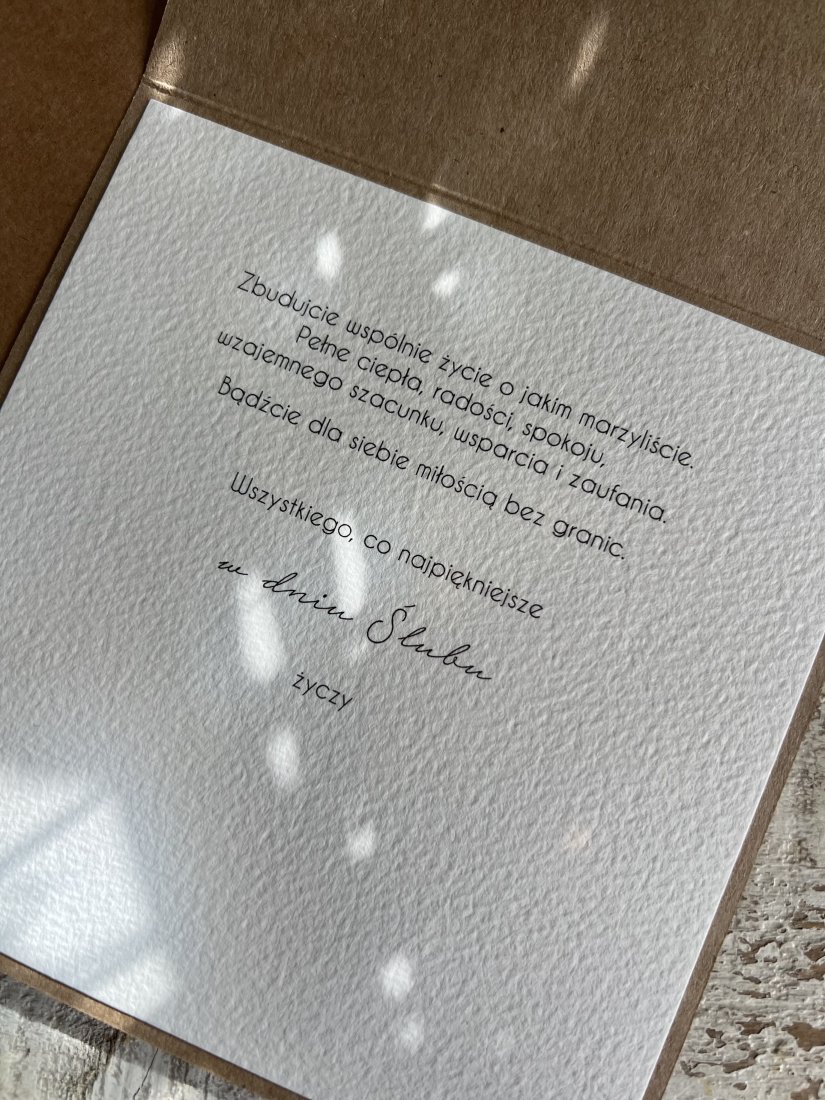 Zbudujcie wspólnie życie o jakim marzyliście.
Pełne ciepła, radości, spokoju,
wzajemnego szacunku, wsparcia i zaufania.
Bądźcie dla siebie miłością bez granic.
Wszystkiego, co najpiękniejsze
w dniu Ślubu
życzy